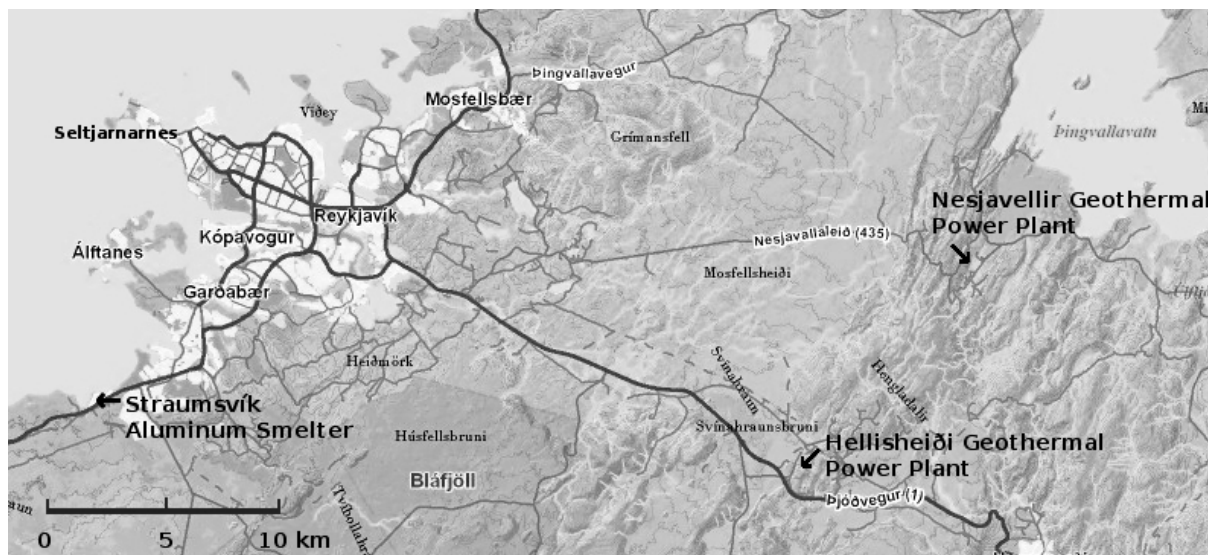 Þingvallavegur
Mosfellsbær
Viðey
Seltjarnarnes
Grímansfell
Þingvallavatn
Nesjavellir Geothermal
Power Plant
Reykjavík
Kópavogur
Nesjavallaleið (435)
Álftanes
Mosfellsheiði
Garðabær
Heiðmörk
Svínahraun
Hengladalir
Straumsvík
Aluminum Smelter
Húsfellsbruni
Svínahraunsbruni
Hellisheiði Geothermal
Power Plant
Bláfjöll
Þjóðvegur (1)
0 5 10 km